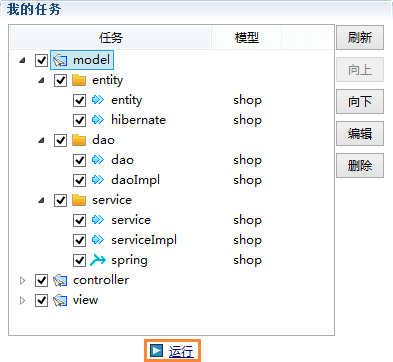 我的任务
任务 模型
刷新
model
向上
entity
entity shop
向下
hibernate shop
编辑
dao
dao shop
删除
daoImpl shop
service
service shop
serviceImpl shop
spring shop
controller
view
运行